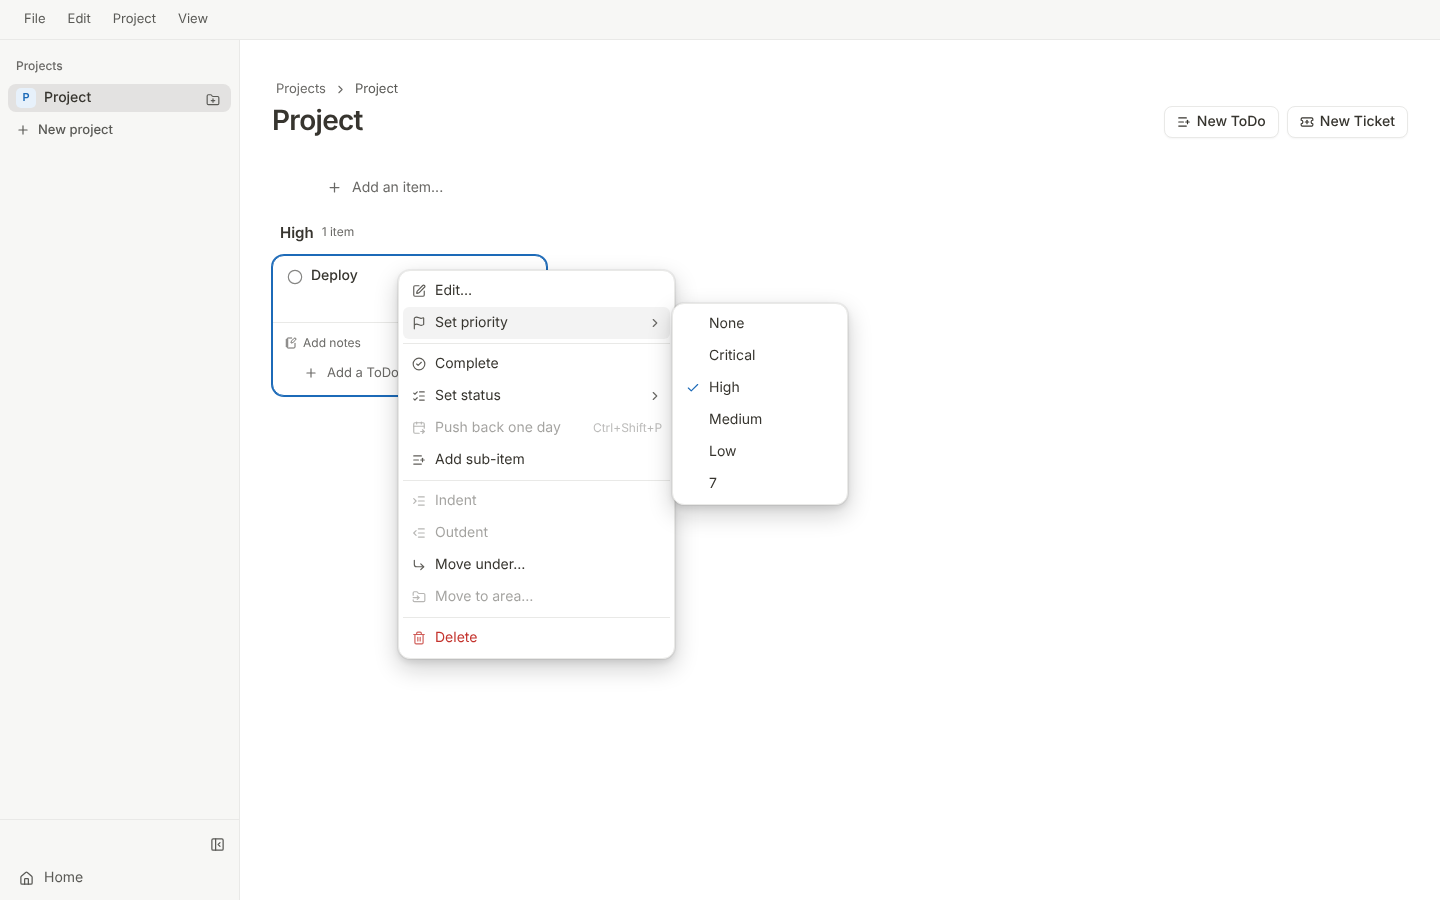 File Edit Project View
Projects
P Project
New project
Home
Projects > Project
Project
New ToDo
New Ticket
Add an item...
High 1 item
Deploy
Add notes
Add a ToDo
Edit...
Set priority
Complete
Set status
Push back one day Ctrl+Shift+P
Add sub-item
Indent
Outdent
Move under...
Move to area...
Delete
None
Critical
High
Medium
Low
7